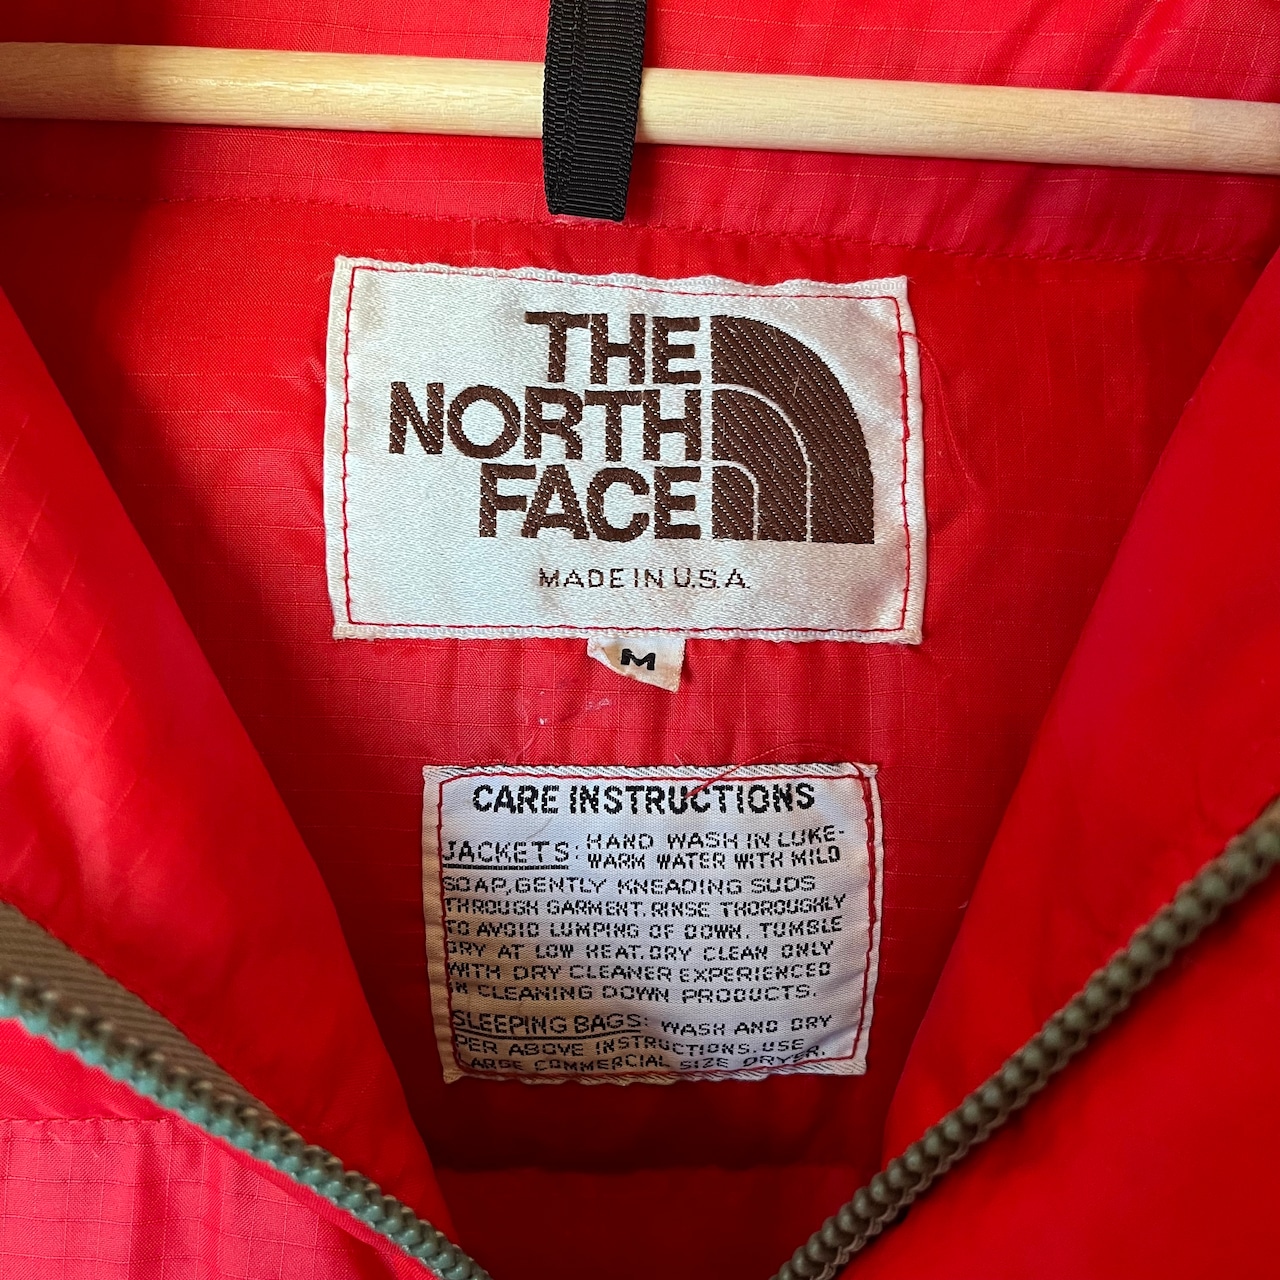 THE
NORTH
FACE
MADE IN U.S.A.
M
CARE INSTRUCTIONS
JACKETS: HAND WASH IN LUKE-
WARM WATER WITH MILD
SOAP, GENTLY KNEADING SUDS
THROUGH GARMENT. RINSE THOROUGHLY
TO AVOID LUMPING OF DOWN. TUMBLE
DRY AT LOW HEAT. DRY CLEAN ONLY
WITH DRY CLEANER EXPERIENCED
IN CLEANING DOWN PRODUCTS.
SLEEPING BAGS: WASH AND DRY
PER ABOVE INSTRUCTIONS. USE
LARGE COMMERCIAL SIZE DRYER.